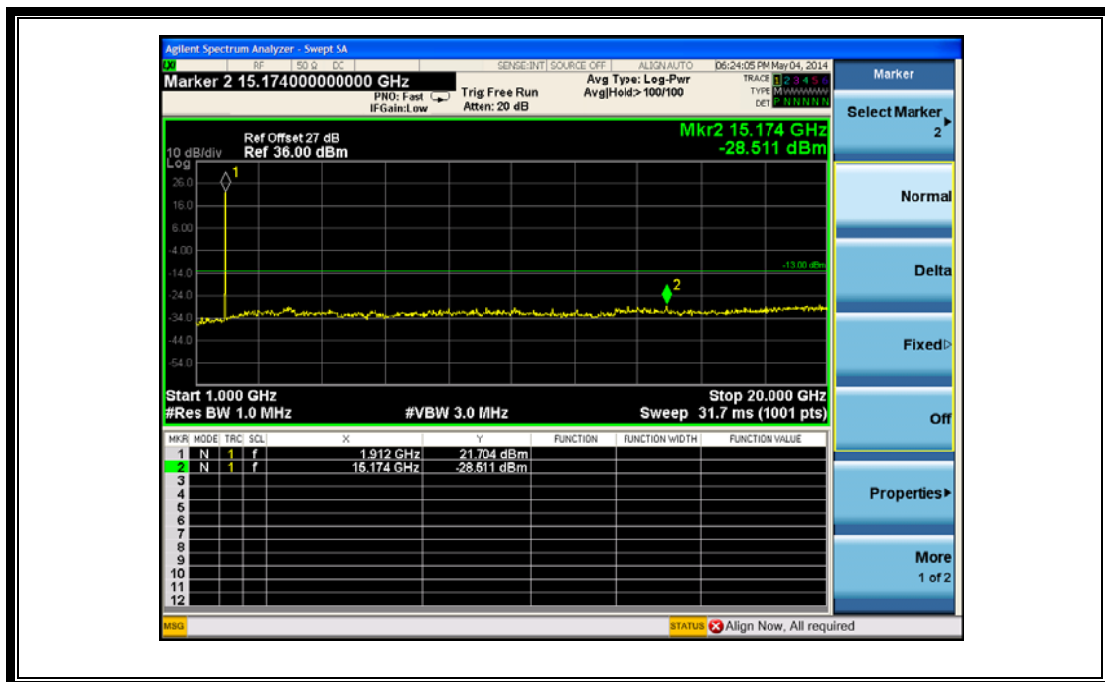 Agilent Spectrum Analyzer - Swept SA
LXI RF 50 Ω DC SENSE:INT SOURCE OFF ALIGN AUTO 06:24:05 PM May 04, 2014
Marker 2 15.174000000000 GHz
PNO: Fast
IFGain:Low
Trig Free Run
Atten: 20 dB
Avg Type: Log-Pwr
Avg|Hold:> 100/100
TRACE 1 2 3 4 5 6
TYPE M
DET P N N N N N
Mkr2 15.174 GHz
-28.511 dBm
Ref Offset 27 dB
10 dB/div Ref 36.00 dBm
Log
26.0
16.0
6.00
-4.00
-14.0
-24.0
-34.0
-44.0
-54.0
1
2
-13.00 dBm
Start 1.000 GHz Stop 20.000 GHz
#Res BW 1.0 MHz #VBW 3.0 MHz Sweep 31.7 ms (1001 pts)
MKR MODE TRC SCL X Y FUNCTION FUNCTION WIDTH FUNCTION VALUE
1 N 1 f 1.912 GHz 21.704 dBm
2 N 1 f 15.174 GHz -28.511 dBm
3
4
5
6
7
8
9
10
11
12
MSG STATUS Align Now, All required
Marker
Select Marker
2
Normal
Delta
Fixed
Off
Properties
More
1 of 2